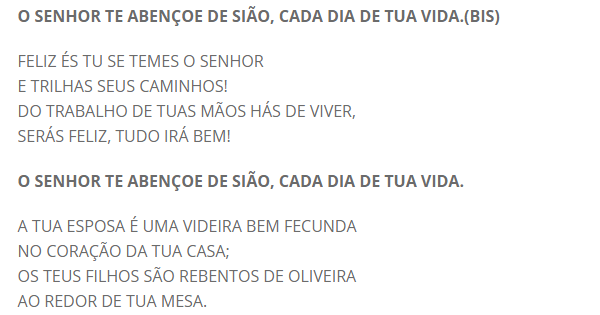 O SENHOR TE ABENÇOE DE SIÃO, CADA DIA DE TUA VIDA.(BIS)
FELIZ ÉS TU SE TEMES O SENHOR
E TRILHAS SEUS CAMINHOS!
DO TRABALHO DE TUAS MÃOS HÁS DE VIVER,
SERÁS FELIZ, TUDO IRÁ BEM!
O SENHOR TE ABENÇOE DE SIÃO, CADA DIA DE TUA VIDA.
A TUA ESPOSA É UMA VIDEIRA BEM FECUNDA
NO CORAÇÃO DA TUA CASA;
OS TEUS FILHOS SÃO REBENTOS DE OLIVEIRA
AO REDOR DE TUA MESA.